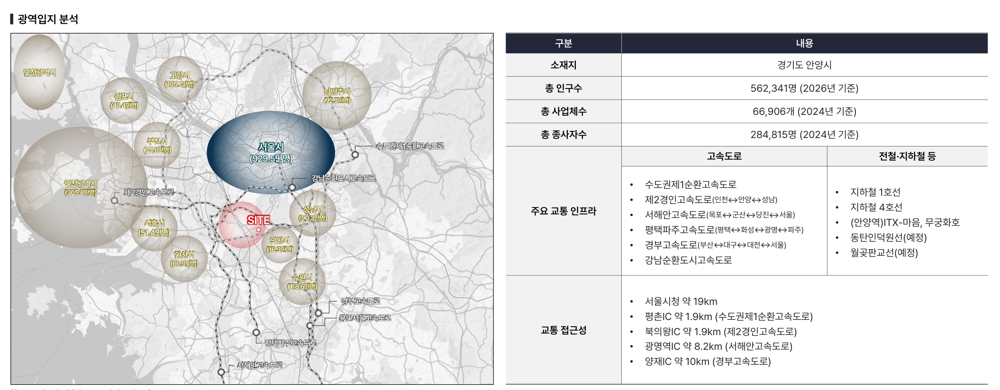 광역입지 분석
인천광역시
고양시
(105.7만명)
김포시
(48.4만명)
남양주시
(72.7만명)
부천시
(75.6만명)
서울시
(929.5만명)
수도권제1순환고속도로
강남순환도시고속도로
인천광역시
(305.8만명)
제2경인고속도로
성남시
(90.3만명)
SITE
시흥시
(51.4만명)
의왕시
(16.3만명)
안산시
(60.9만명)
수원시
(118.6만명)
경부고속도로
용인서울고속도로
평택파주고속도로
서해안고속도로
구분 내용
소재지 경기도 안양시
총 인구수 562,341명 (2026년 기준)
총 사업체수 66,906개 (2024년 기준)
총 종사자수 284,815명 (2024년 기준)
주요 교통 인프라
고속도로
• 수도권제1순환고속도로
• 제2경인고속도로(인천↔안양↔성남)
• 서해안고속도로(목포↔군산↔당진↔서울)
• 평택파주고속도로(평택↔화성↔광명↔파주)
• 경부고속도로(부산↔대구↔대전↔서울)
• 강남순환도시고속도로
전철·지하철 등
• 지하철 1호선
• 지하철 4호선
• (안양역)ITX-마음, 무궁화호
• 동탄인덕원선(예정)
• 월곶판교선(예정)
교통 접근성
• 서울시청 약 19km
• 평촌IC 약 1.9km (수도권제1순환고속도로)
• 북의왕IC 약 1.9km (제2경인고속도로)
• 광명역IC 약 8.2km (서해안고속도로)
• 양재IC 약 10km (경부고속도로)